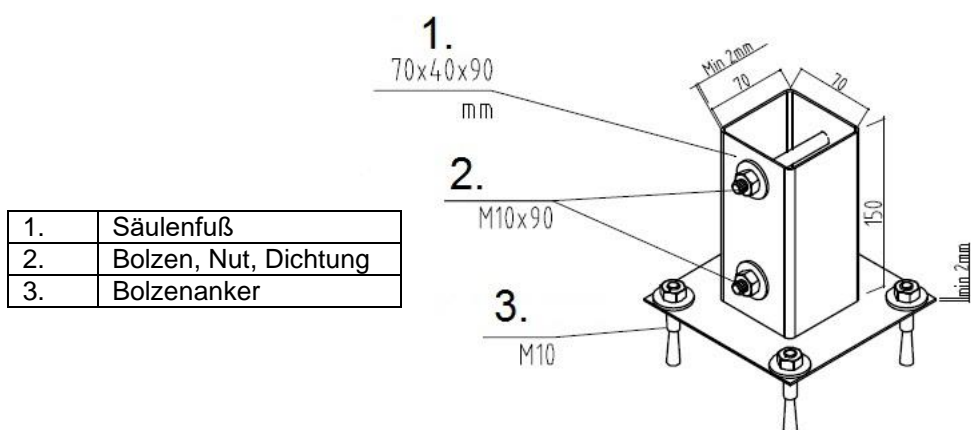 1.
70x40x90
mm
2.
M10x90
3.
M10
Min 2mm
70
70
150
min 2mm
1. Säulenfuß
2. Bolzen, Nut, Dichtung
3. Bolzenanker